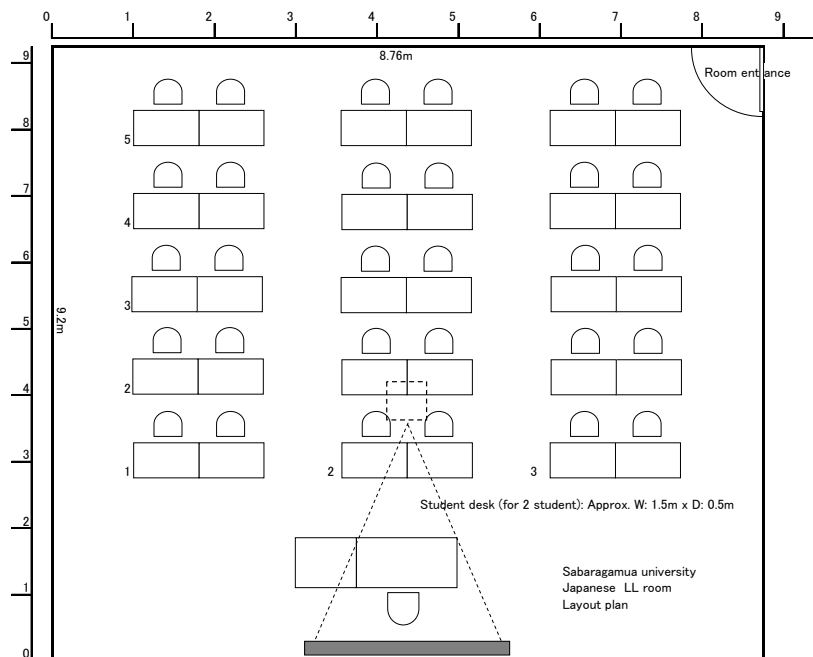 0 1 2 3 4 5 6 7 8 9
8.76m
9
Room entrance
8
5
7
4
6
3
5
9.2m
2
4
3
1 2 3
Student desk (for 2 student): Approx. W: 1.5m x D: 0.5m
2
1
Sabaragamua university
Japanese LL room
Layout plan
0